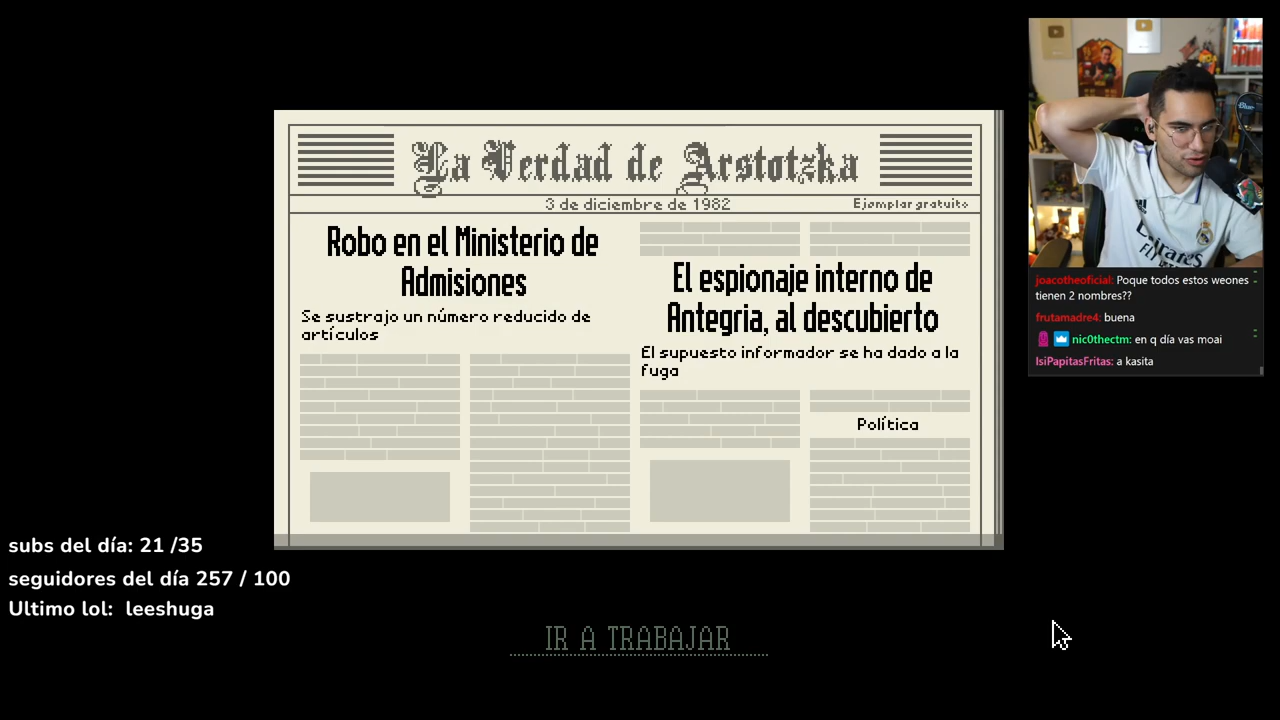 La Verdad de Arstotzka
3 de diciembre de 1982
Ejemplar gratuito
Robo en el Ministerio de
Admisiones
Se sustrajo un número reducido de
artículos
El espionaje interno de
Antegria, al descubierto
El supuesto informador se ha dado a la
fuga
Política
IR A TRABAJAR
subs del día: 21 /35
seguidores del día 257 / 100
Ultimo lol: leeshuga
Emirates
FLY
joacotheoficial: Poque todos estos weones
tienen 2 nombres??
frutamadre4: buena
nic0thectm: en q día vas moai
IsiPapitasFritas: a kasita